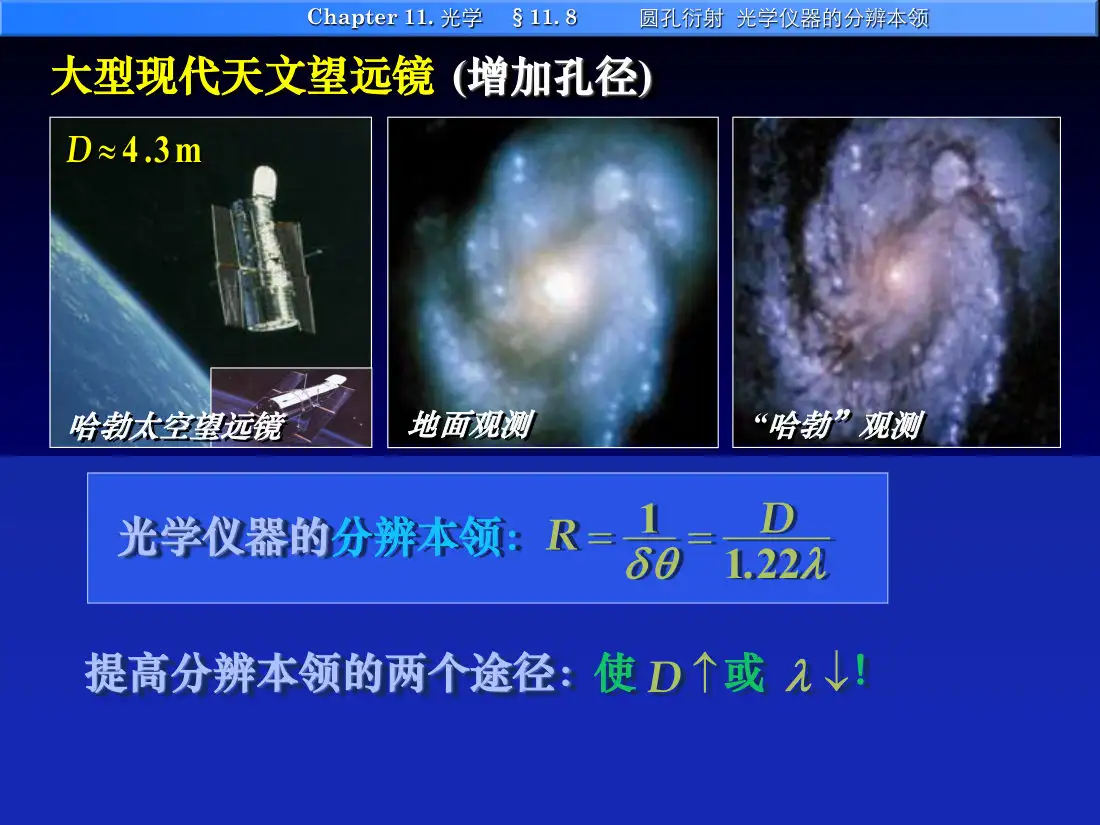 Chapter 11. 光学 §11. 8 圆孔衍射 光学仪器的分辨本领
大型现代天文望远镜 (增加孔径)
D ≈ 4.3 m
哈勃太空望远镜
地面观测
“哈勃”观测
光学仪器的分辨本领: R = 1/δθ = D/1.22λ
提高分辨本领的两个途径: 使 D ↑ 或 λ ↓!